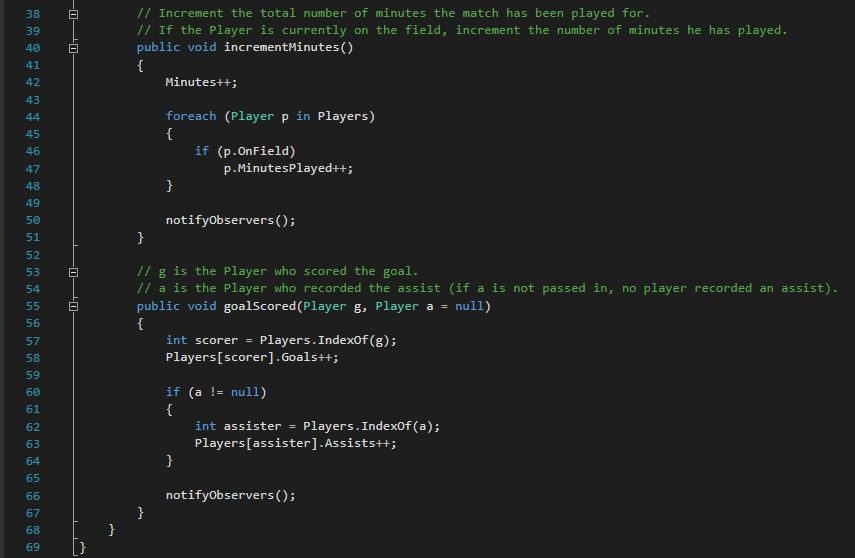 38 // Increment the total number of minutes the match has been played for.
39 // If the Player is currently on the field, increment the number of minutes he has played.
40 public void incrementMinutes()
41 {
42 Minutes++;
43
44 foreach (Player p in Players)
45 {
46 if (p.OnField)
47 p.MinutesPlayed++;
48 }
49
50 notifyObservers();
51 }
52
53 // g is the Player who scored the goal.
54 // a is the Player who recorded the assist (if a is not passed in, no player recorded an assist).
55 public void goalScored(Player g, Player a = null)
56 {
57 int scorer = Players.IndexOf(g);
58 Players[scorer].Goals++;
59
60 if (a != null)
61 {
62 int assister = Players.IndexOf(a);
63 Players[assister].Assists++;
64 }
65
66 notifyObservers();
67 }
68 }
69 }